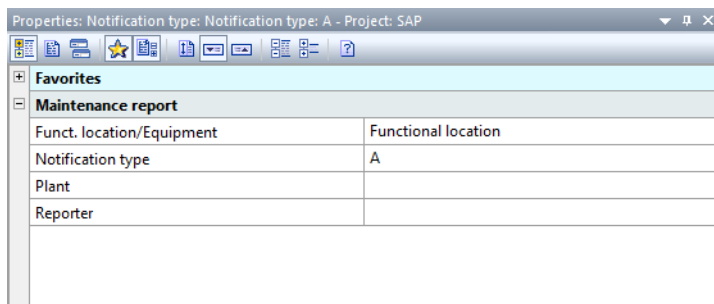 Properties: Notification type: Notification type: A - Project: SAP
Favorites
Maintenance report
Funct. location/Equipment Functional location
Notification type A
Plant
Reporter